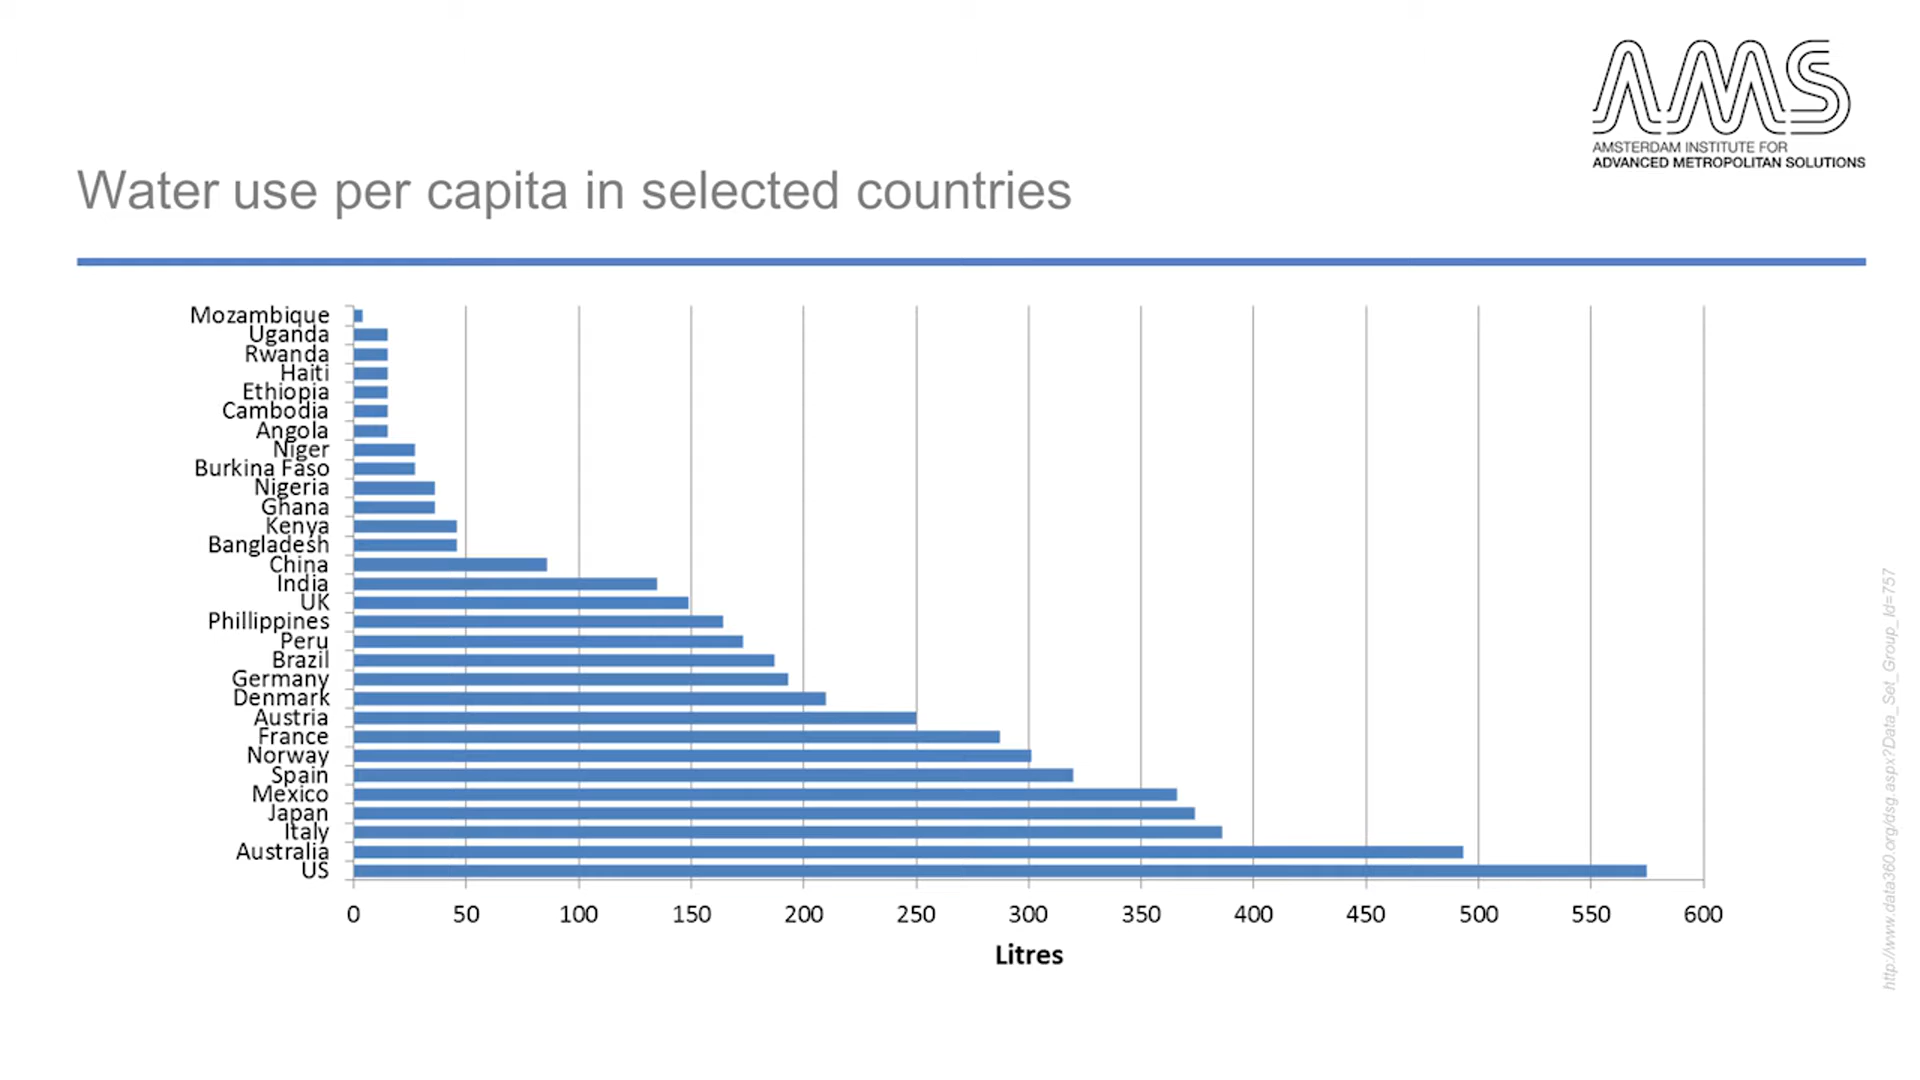 AMS
AMSTERDAM INSTITUTE FOR
ADVANCED METROPOLITAN SOLUTIONS
Water use per capita in selected countries
Mozambique
Uganda
Rwanda
Haiti
Ethiopia
Cambodia
Angola
Niger
Burkina Faso
Nigeria
Ghana
Kenya
Bangladesh
China
India
UK
Phillippines
Peru
Brazil
Germany
Denmark
Austria
France
Norway
Spain
Mexico
Japan
Italy
Australia
US
0 50 100 150 200 250 300 350 400 450 500 550 600
Litres
http://www.data360.org/dsg.aspx?Data_Set_Group_Id=757